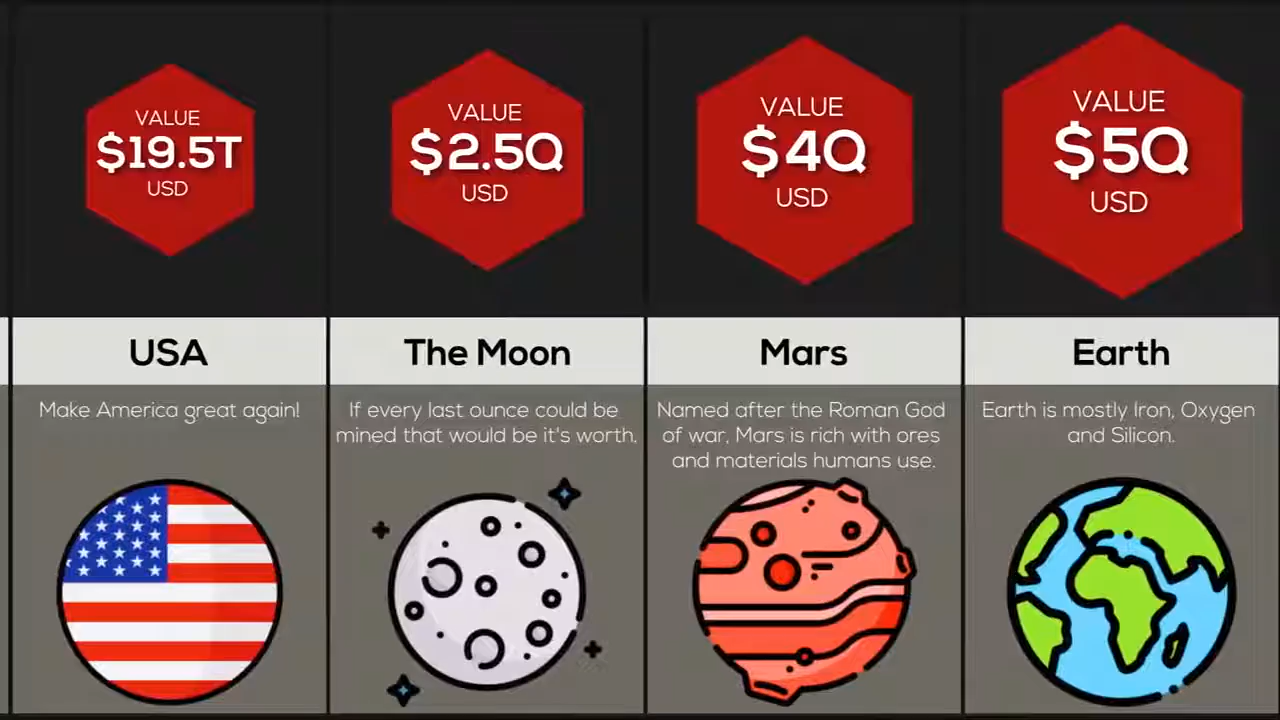 VALUE
$19.5T
USD
VALUE
$2.5Q
USD
VALUE
$4Q
USD
VALUE
$5Q
USD
USA
The Moon
Mars
Earth
Make America great again!
If every last ounce could be
mined that would be it's worth.
Named after the Roman God
of war, Mars is rich with ores
and materials humans use.
Earth is mostly Iron, Oxygen
and Silicon.